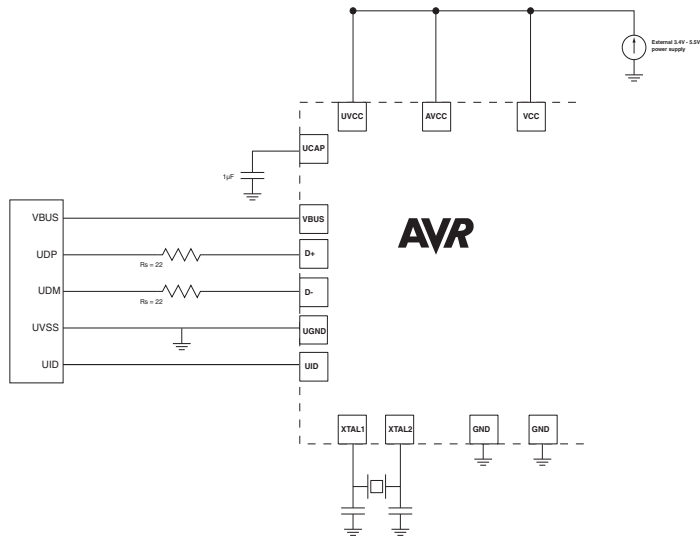 External 3.4V - 5.5V
power supply
UVCC
AVCC
VCC
UCAP
1µF
VBUS
VBUS
AVR
UDP
Rs = 22
D+
UDM
Rs = 22
D-
UVSS
UGND
UID
UID
XTAL1
XTAL2
GND
GND